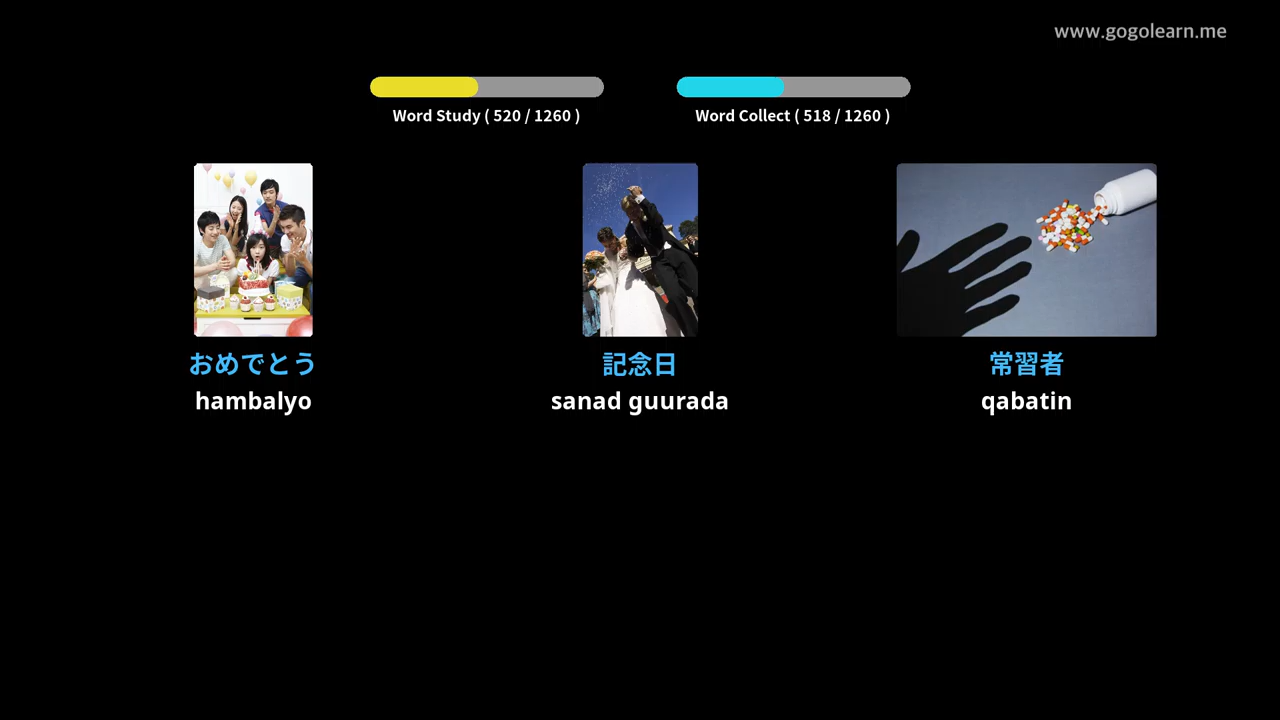 www.gogolearn.me
Word Study ( 520 / 1260 )
Word Collect ( 518 / 1260 )
おめでとう
hambalyo
記念日
sanad guurada
常習者
qabatin